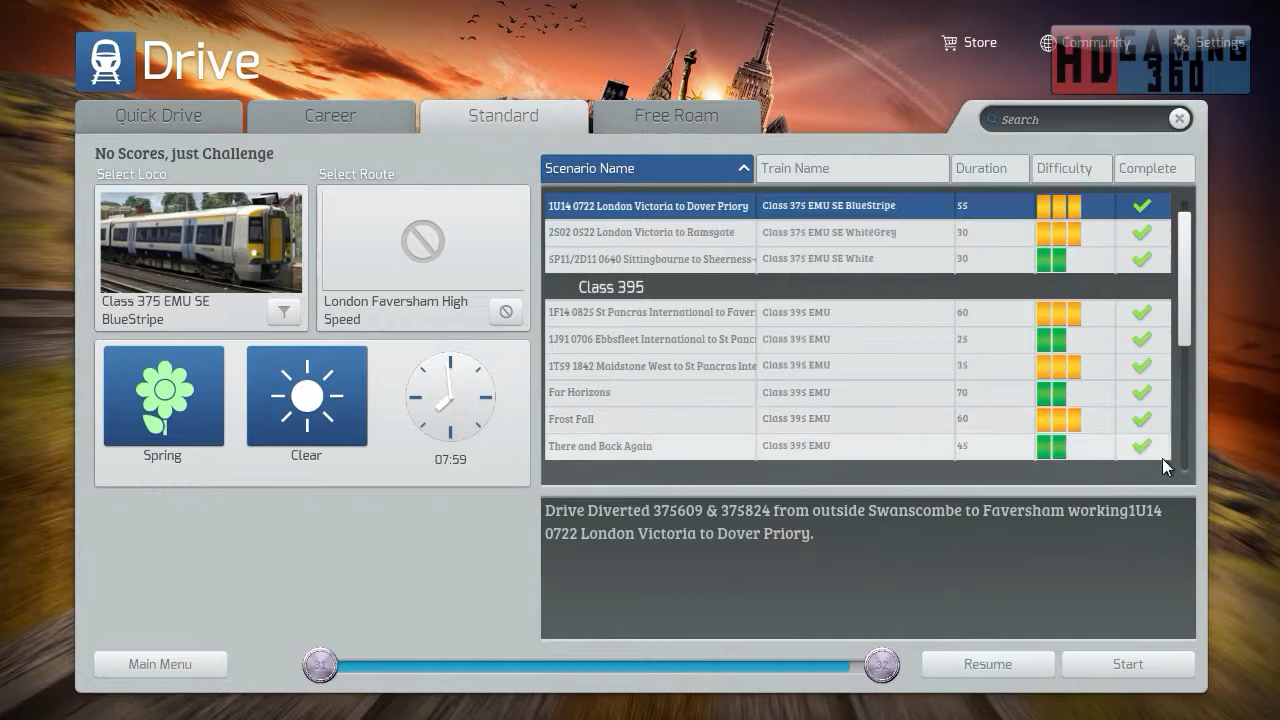 Drive
Store
Community
Settings
HD GAMING 360
Quick Drive
Career
Standard
Free Roam
Search
No Scores, just Challenge
Select Loco
Select Route
Class 375 EMU SE
BlueStripe
London Faversham High
Speed
Spring
Clear
07:59
Scenario Name
Train Name
Duration
Difficulty
Complete
1U14 0722 London Victoria to Dover Priory Class 375 EMU SE BlueStripe 55
2S02 0522 London Victoria to Ramsgate Class 375 EMU SE WhiteGrey 30
5P11/2D11 0640 Sittingbourne to Sheerness- Class 375 EMU SE White 30
Class 395
1F14 0825 St Pancras International to Faver Class 395 EMU 60
1J91 0706 Ebbsfleet International to St Panc Class 395 EMU 25
1T59 1842 Maidstone West to St Pancras Inte Class 395 EMU 35
Far Horizons Class 395 EMU 70
Frost Fall Class 395 EMU 60
There and Back Again Class 395 EMU 45
Drive Diverted 375609 & 375824 from outside Swanscombe to Faversham working1U14
0722 London Victoria to Dover Priory.
Main Menu
31
32
Resume
Start